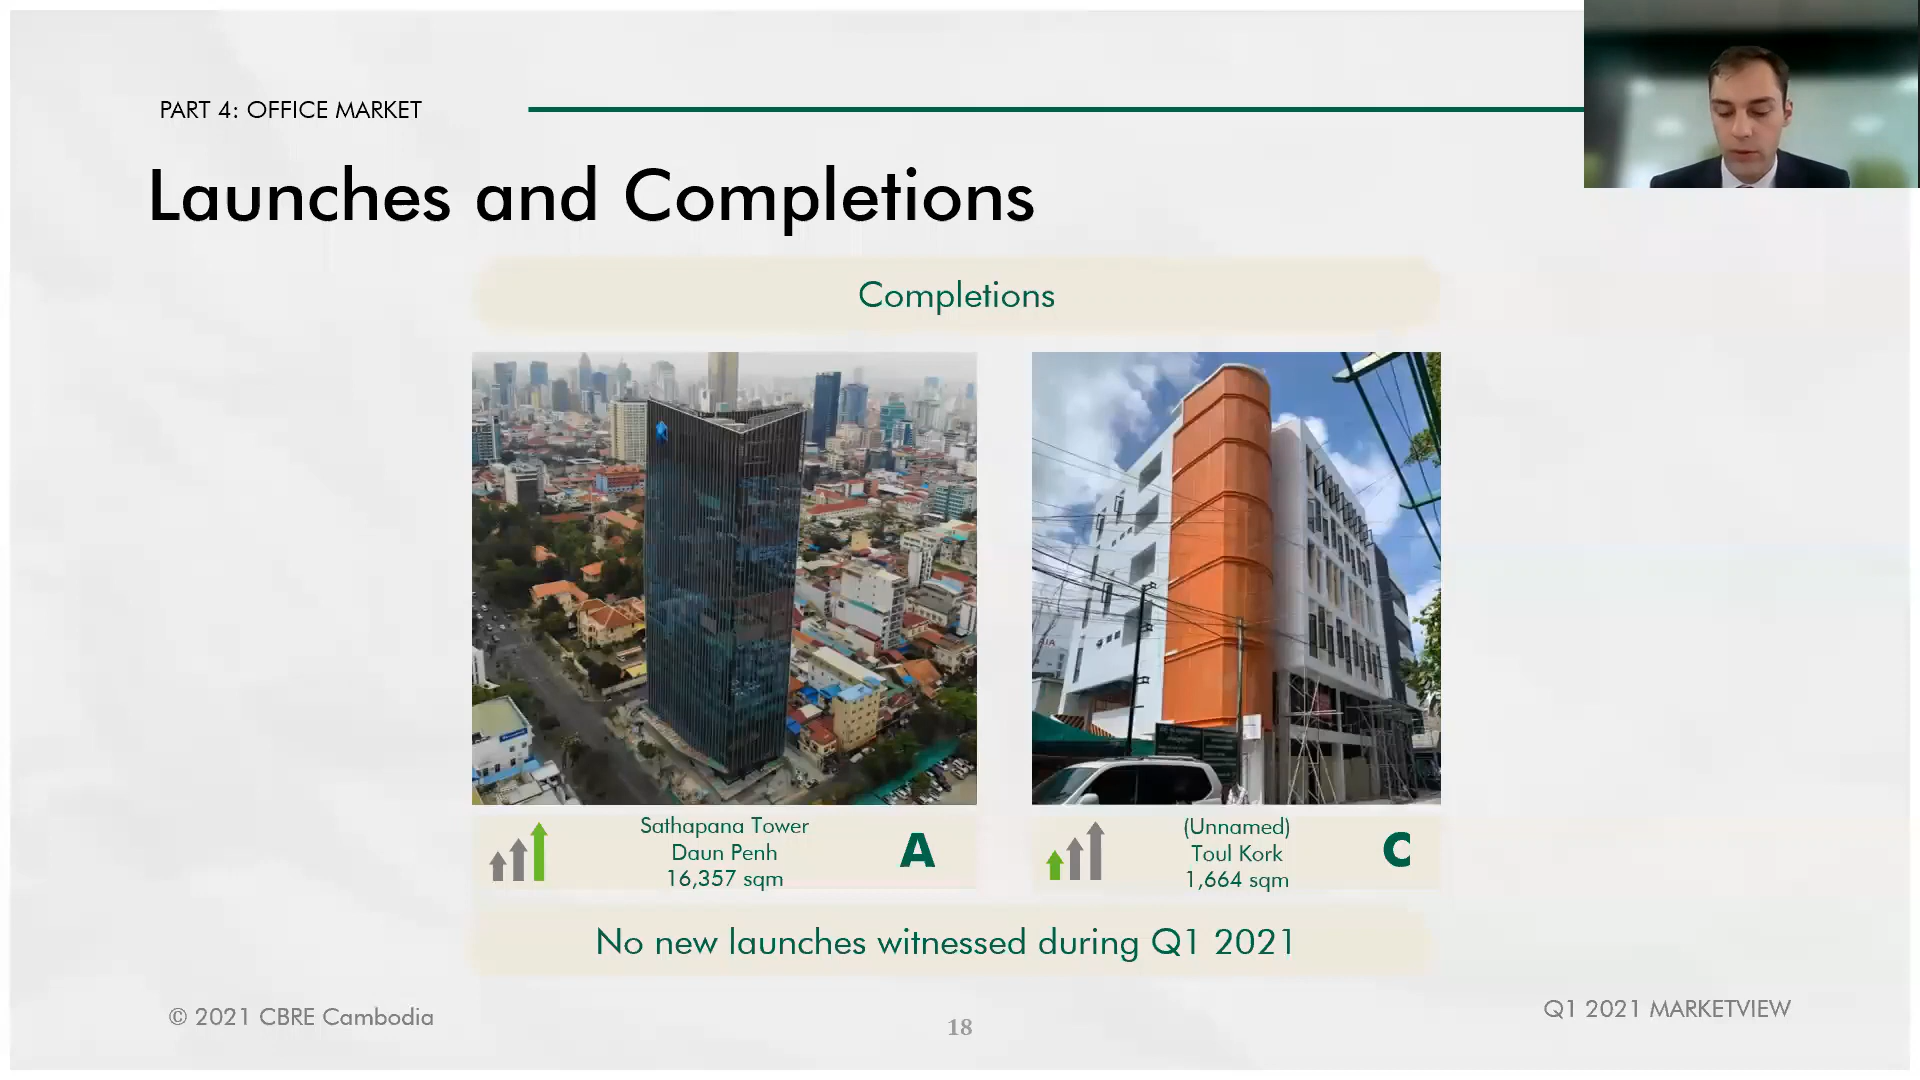 PART 4: OFFICE MARKET
Launches and Completions
Completions
Sathapana Tower
Daun Penh
16,357 sqm
A
(Unnamed)
Toul Kork
1,664 sqm
C
No new launches witnessed during Q1 2021
© 2021 CBRE Cambodia
18
Q1 2021 MARKETVIEW